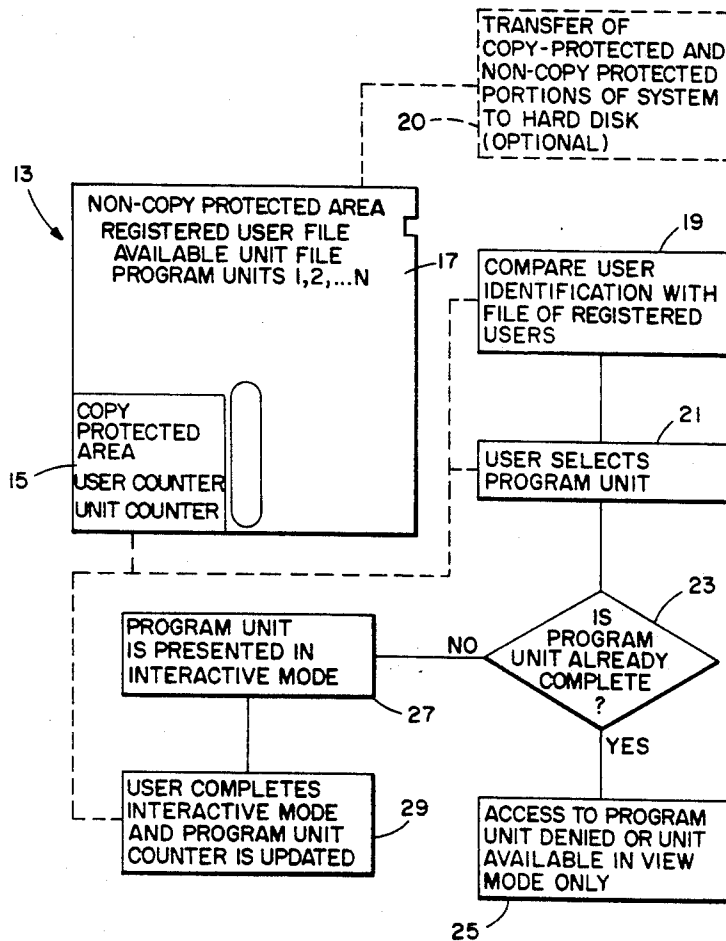 TRANSFER OF
COPY-PROTECTED AND
NON-COPY PROTECTED
PORTIONS OF SYSTEM
TO HARD DISK
(OPTIONAL)
20
13
NON-COPY PROTECTED AREA
REGISTERED USER FILE
AVAILABLE UNIT FILE
PROGRAM UNITS 1,2,...N
17
COPY
PROTECTED
AREA
USER COUNTER
UNIT COUNTER
15
19
COMPARE USER
IDENTIFICATION WITH
FILE OF REGISTERED
USERS
21
USER SELECTS
PROGRAM UNIT
23
IS
PROGRAM
UNIT ALREADY
COMPLETE
?
NO
YES
PROGRAM UNIT
IS PRESENTED IN
INTERACTIVE MODE
27
USER COMPLETES
INTERACTIVE MODE
AND PROGRAM UNIT
COUNTER IS UPDATED
29
ACCESS TO PROGRAM
UNIT DENIED OR UNIT
AVAILABLE IN VIEW
MODE ONLY
25